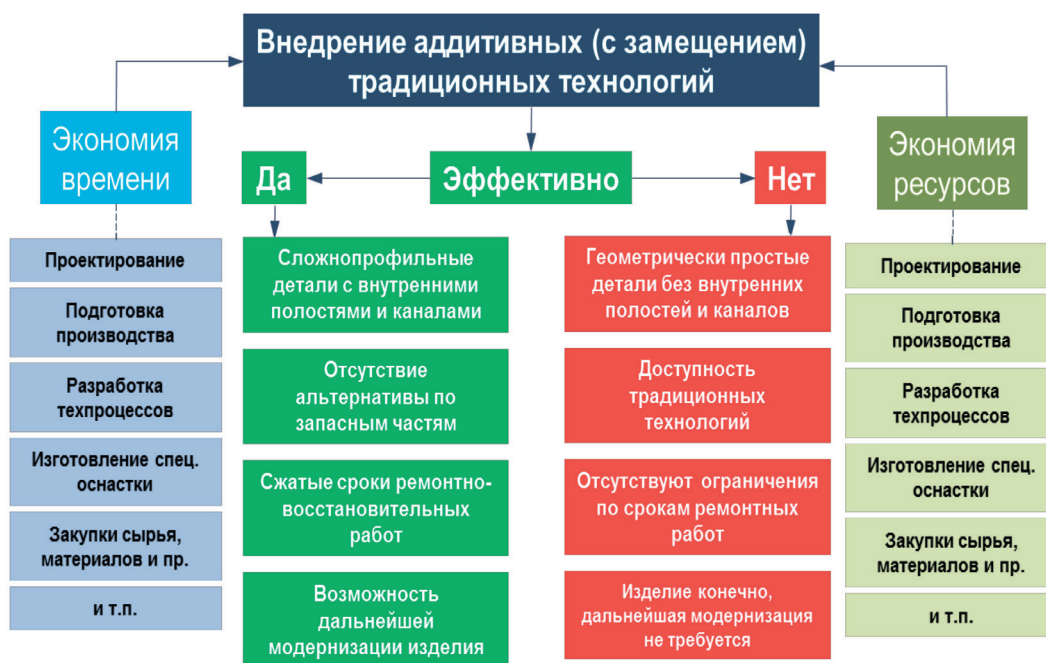 Внедрение аддитивных (с замещением)
традиционных технологий
Экономия
времени
Проектирование
Подготовка
производства
Разработка
техпроцессов
Изготовление спец.
оснастки
Закупки сырья,
материалов и пр.
и т.п.
Да
Эффективно
Нет
Сложнопрофильные
детали с внутренними
полостями и каналами
Отсутствие
альтернативы по
запасным частям
Сжатые сроки ремонтно-
восстановительных
работ
Возможность
дальнейшей
модернизации изделия
Геометрически простые
детали без внутренних
полостей и каналов
Доступность
традиционных
технологий
Отсутствуют ограничения
по срокам ремонтных
работ
Изделие конечно,
дальнейшая модернизация
не требуется
Экономия
ресурсов
Проектирование
Подготовка
производства
Разработка
техпроцессов
Изготовление спец.
оснастки
Закупки сырья,
материалов и пр.
и т.п.